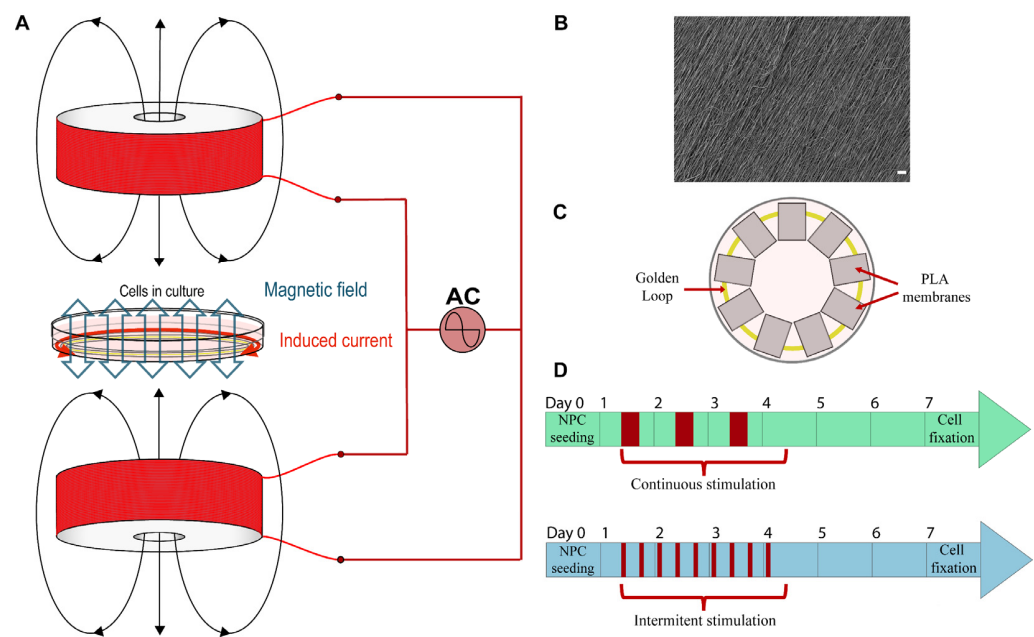 A
Cells in culture
Magnetic field
Induced current
AC
B
C
Golden
Loop
PLA
membranes
D
Day 0 1 2 3 4 5 6 7
NPC
seeding
Cell
fixation
Continuous stimulation
Day 0 1 2 3 4 5 6 7
NPC
seeding
Cell
fixation
Intermitent stimulation